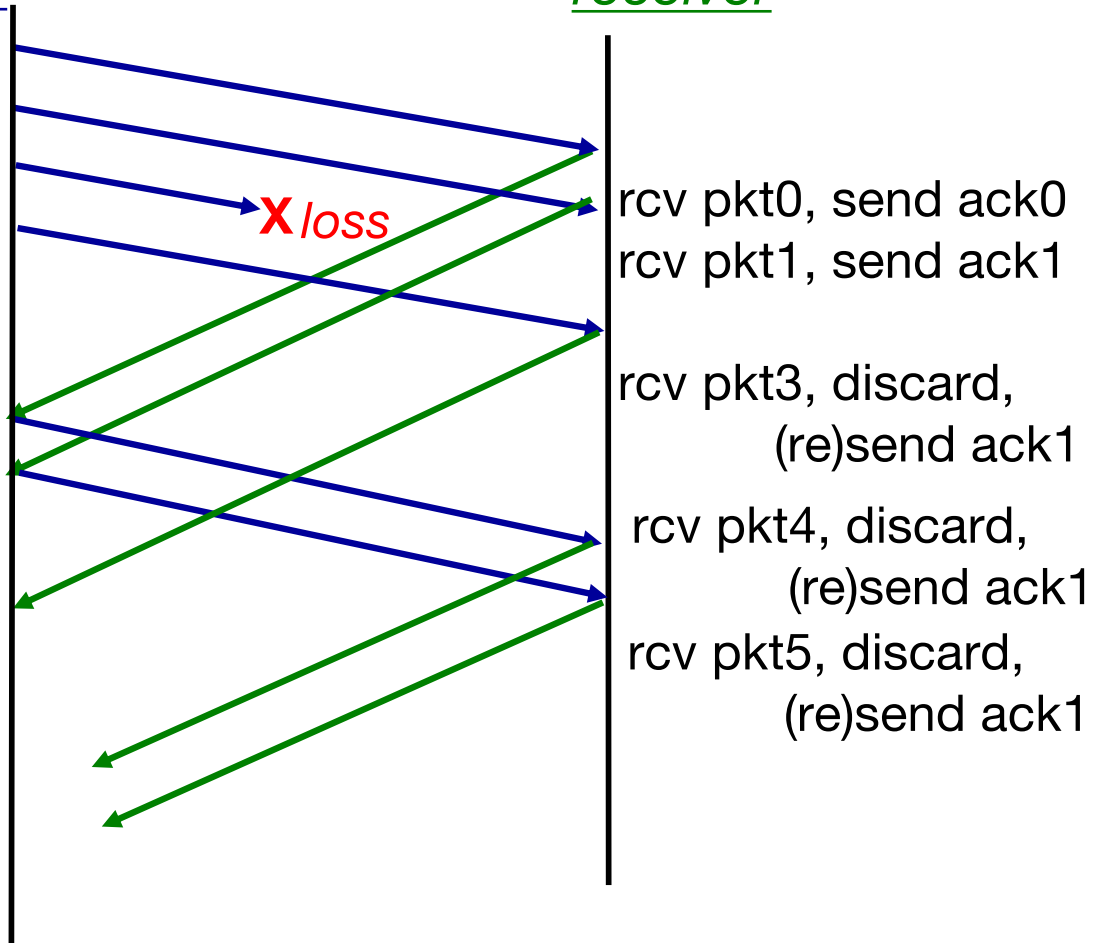 receiver
X loss
rcv pkt0, send ack0
rcv pkt1, send ack1
rcv pkt3, discard,
(re)send ack1
rcv pkt4, discard,
(re)send ack1
rcv pkt5, discard,
(re)send ack1